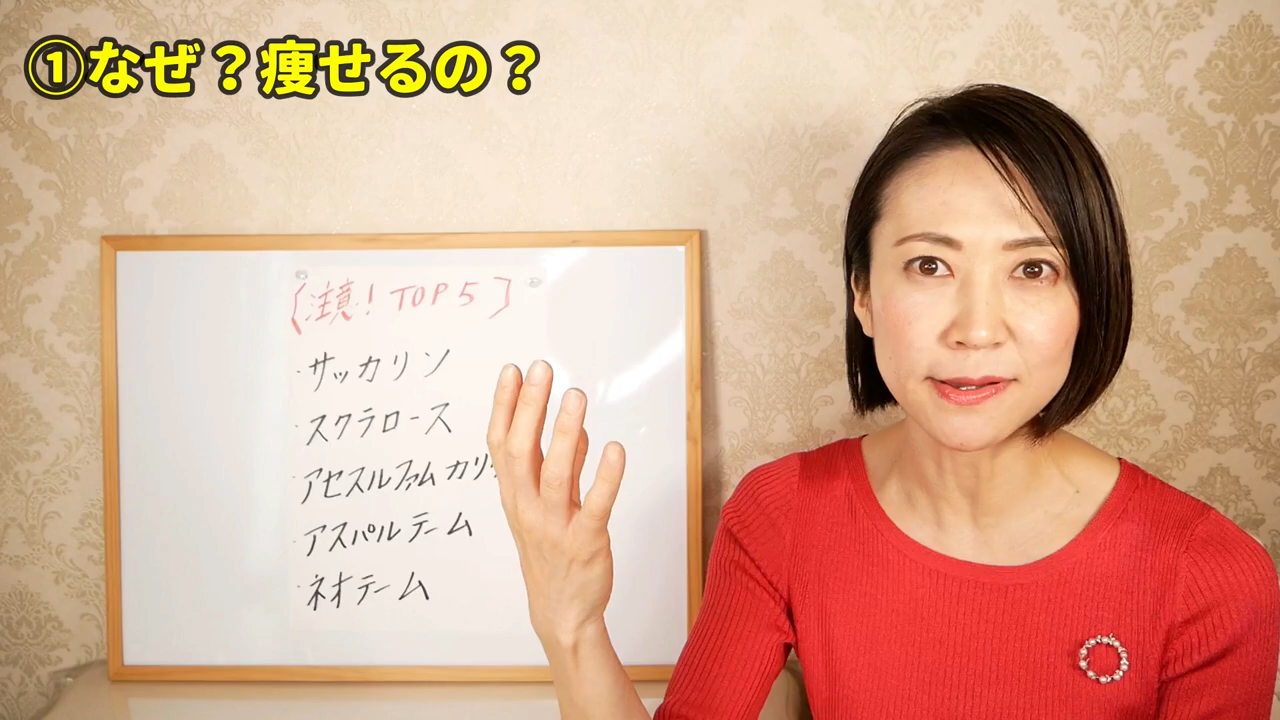 ①なぜ？痩せるの？
〔注意！TOP5〕
・サッカリン
・スクラロース
・アセスルファムカリ
・アスパルテーム
・ネオテーム